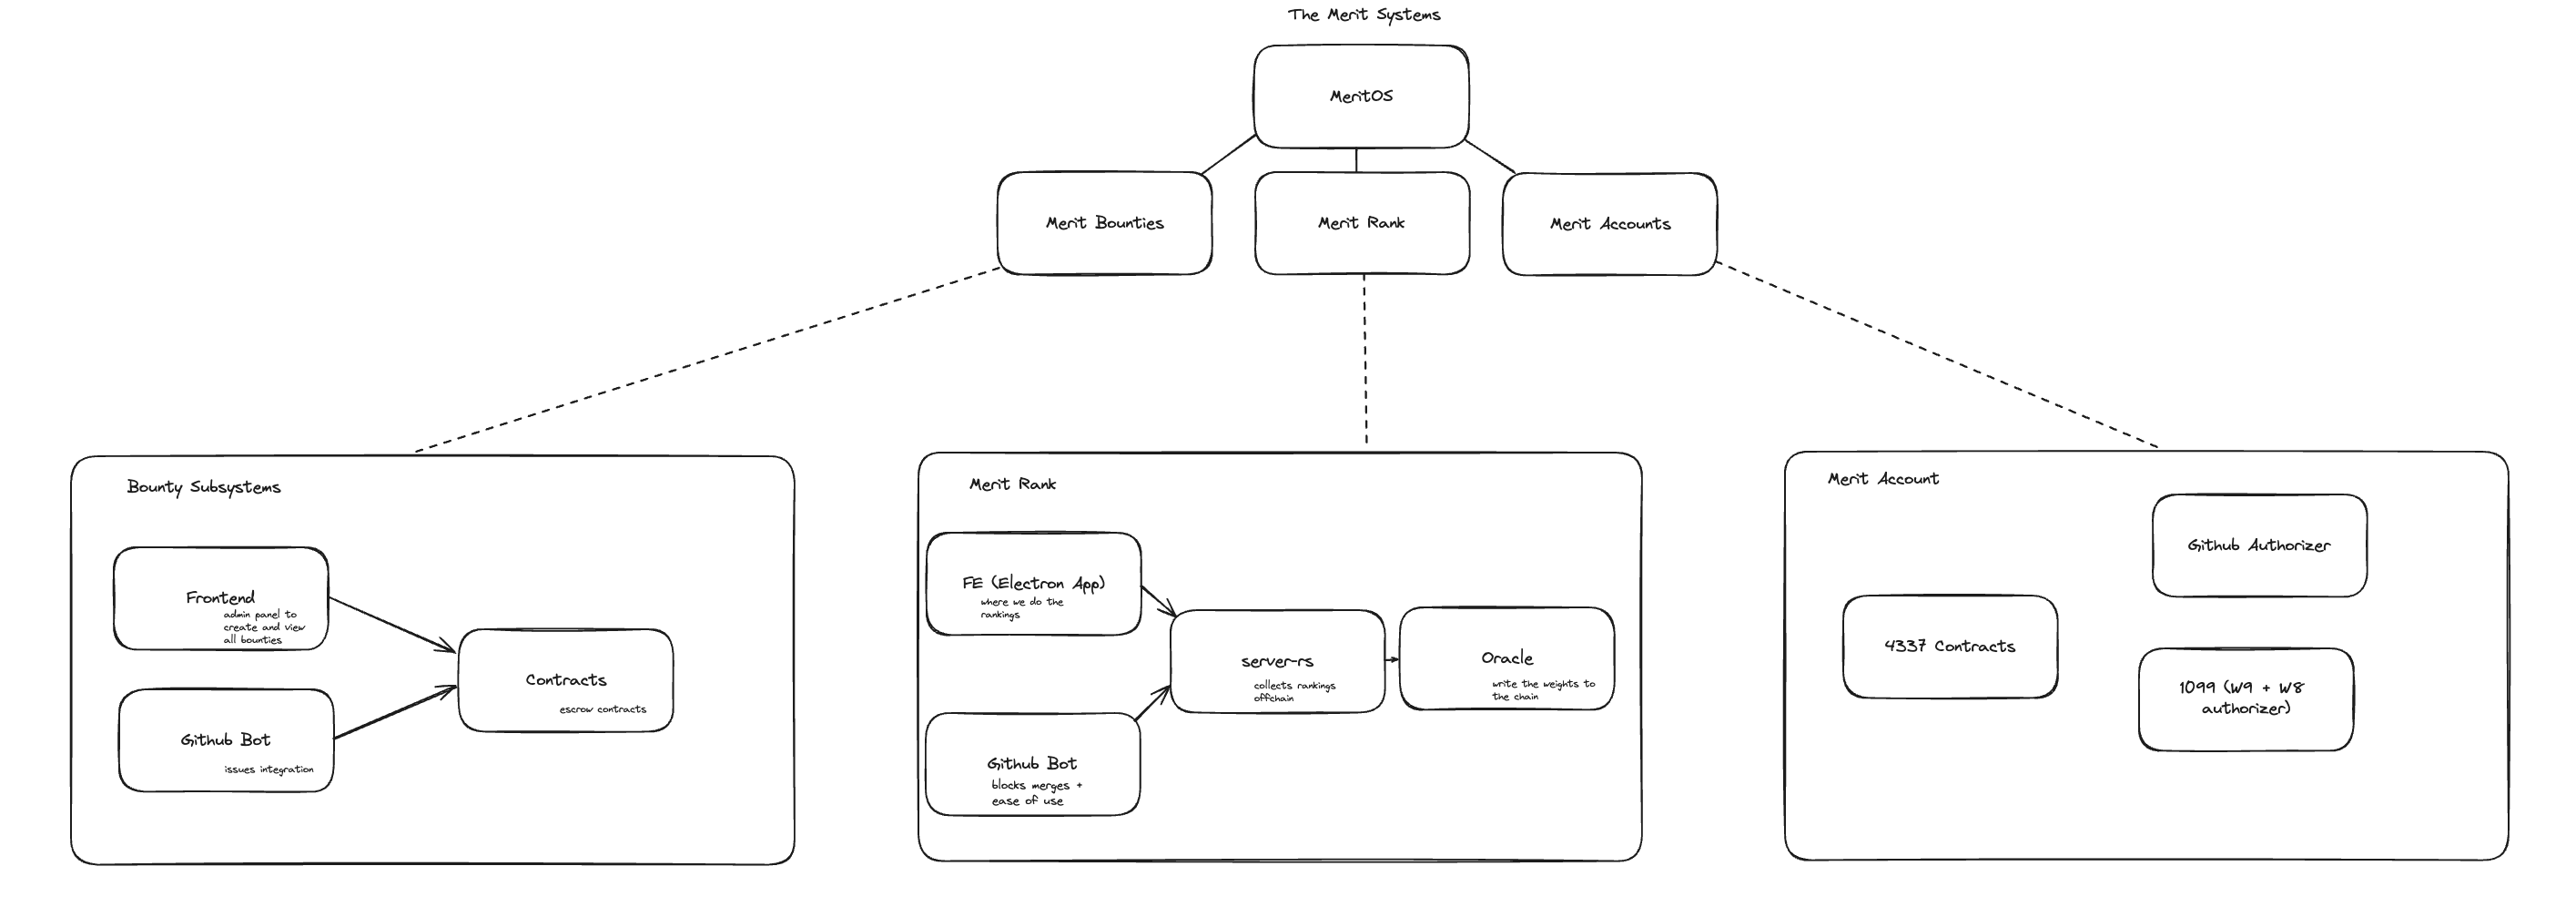 The Merit Systems
MeritOS
Merit Bounties
Merit Rank
Merit Accounts
Bounty Subsystems
Frontend
admin panel to
create and view
all bounties
Github Bot
issues integration
Contracts
escrow contracts
Merit Rank
FE (Electron App)
where we do the
rankings
Github Bot
blocks merges +
ease of use
server-rs
collects rankings
offchain
Oracle
write the weights to
the chain
Merit Account
4337 Contracts
Github Authorizer
1099 (W9 + W8
authorizer)